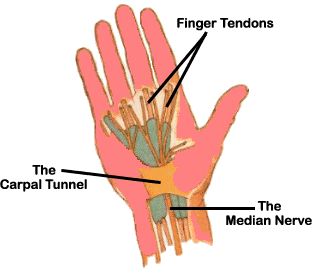 Finger Tendons
The
Carpal Tunnel
The
Median Nerve